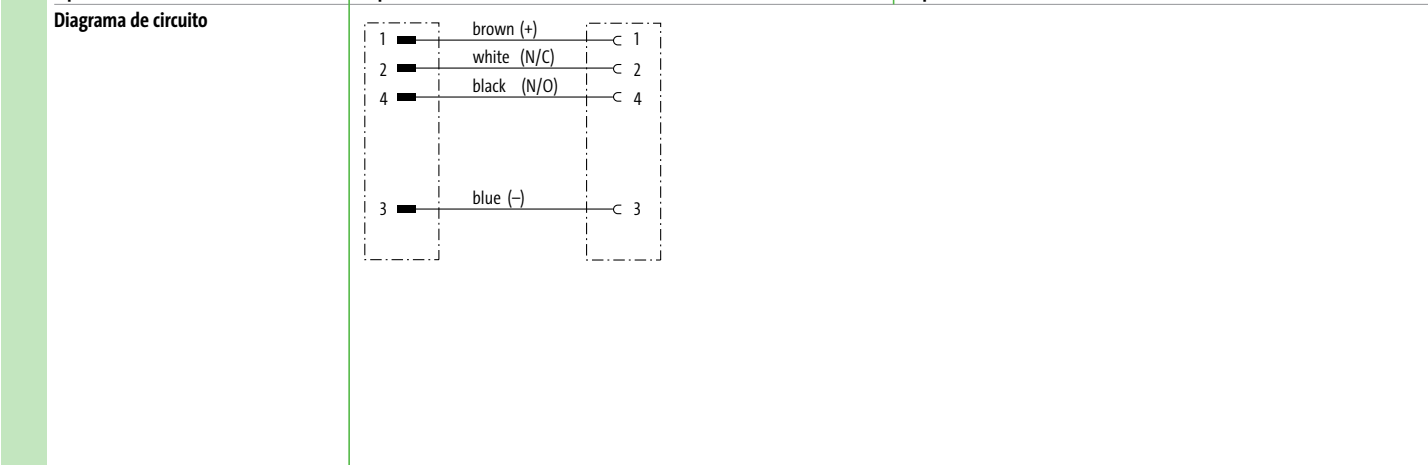 Diagrama de circuito
1 brown (+) 1
2 white (N/C) 2
4 black (N/O) 4
3 blue (–) 3